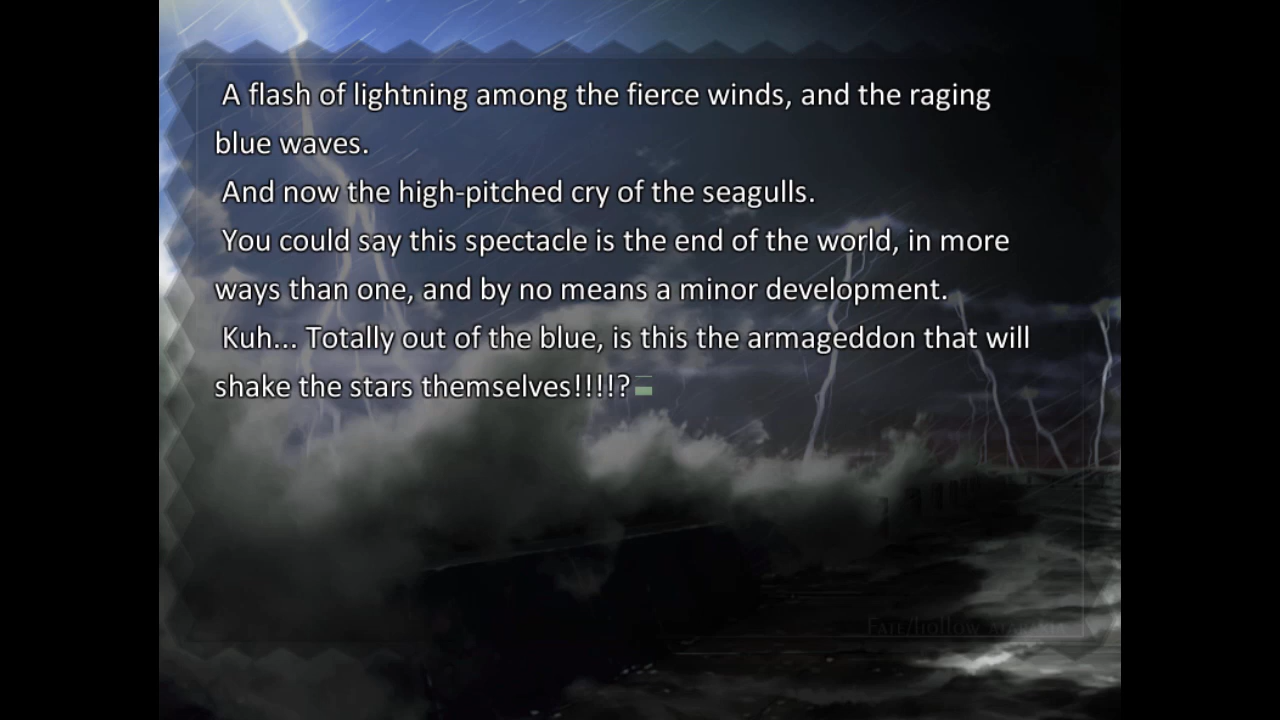 A flash of lightning among the fierce winds, and the raging
blue waves.
And now the high-pitched cry of the seagulls.
You could say this spectacle is the end of the world, in more
ways than one, and by no means a minor development.
Kuh... Totally out of the blue, is this the armageddon that will
shake the stars themselves!!!!?
Fate/hollow ataraxia